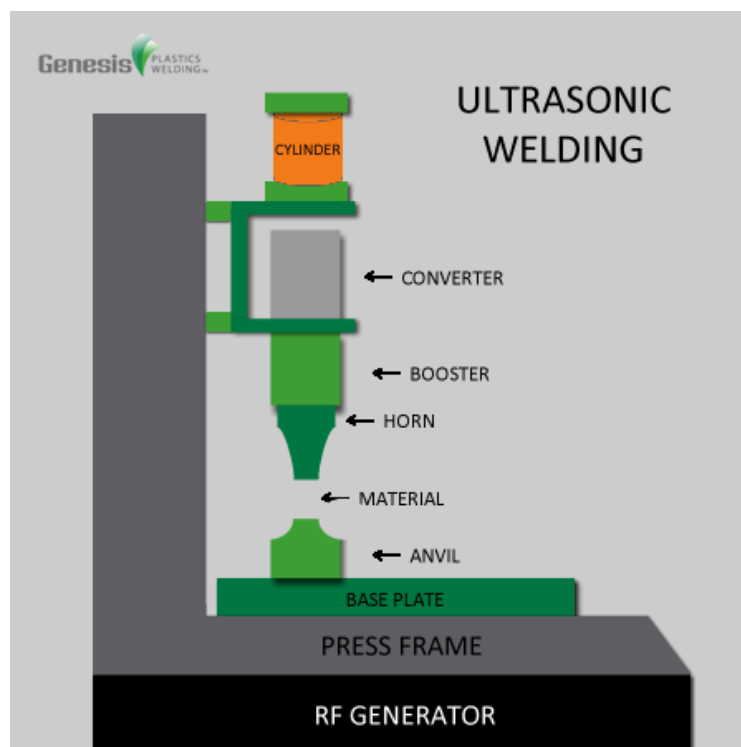 Genesis PLASTICS
WELDING
ULTRASONIC
WELDING
CYLINDER
CONVERTER
BOOSTER
HORN
MATERIAL
ANVIL
BASE PLATE
PRESS FRAME
RF GENERATOR